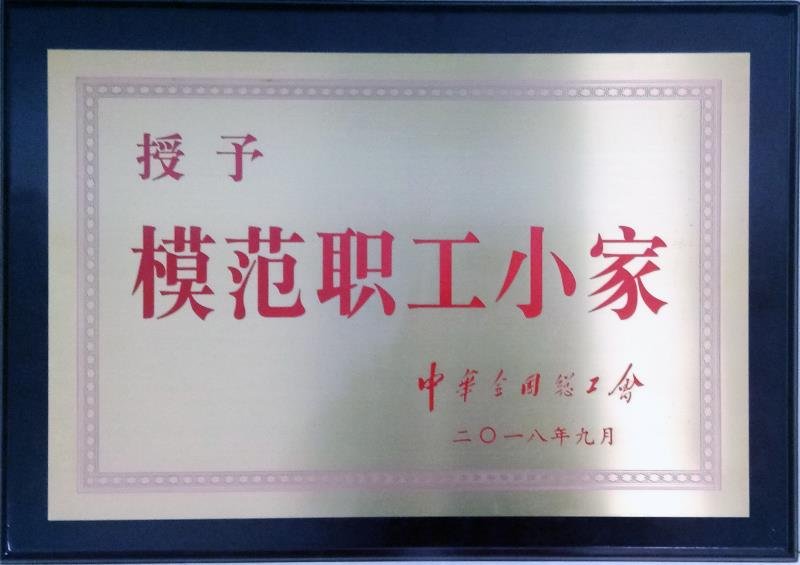 授予
模范职工小家
中華全国総工會
二〇一八年九月